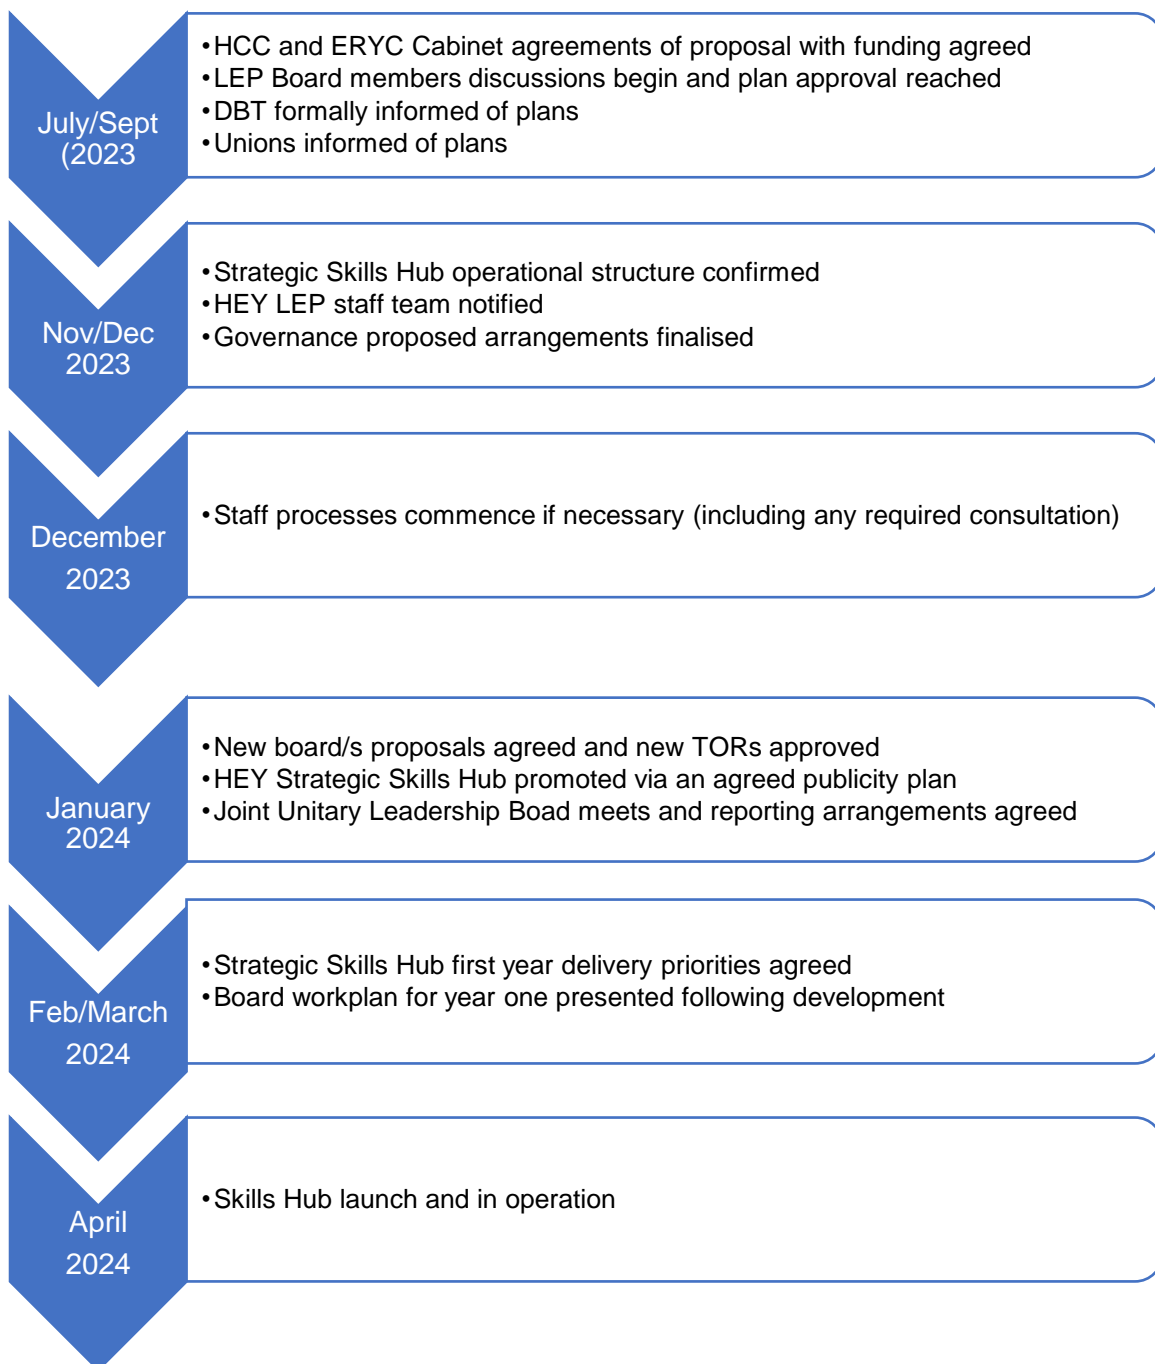 July/Sept
(2023
•HCC and ERYC Cabinet agreements of proposal with funding agreed
•LEP Board members discussions begin and plan approval reached
•DBT formally informed of plans
•Unions informed of plans
Nov/Dec
2023
•Strategic Skills Hub operational structure confirmed
•HEY LEP staff team notified
•Governance proposed arrangements finalised
December
2023
•Staff processes commence if necessary (including any required consultation)
January
2024
•New board/s proposals agreed and new TORs approved
•HEY Strategic Skills Hub promoted via an agreed publicity plan
•Joint Unitary Leadership Boad meets and reporting arrangements agreed
Feb/March
2024
•Strategic Skills Hub first year delivery priorities agreed
•Board workplan for year one presented following development
April
2024
•Skills Hub launch and in operation